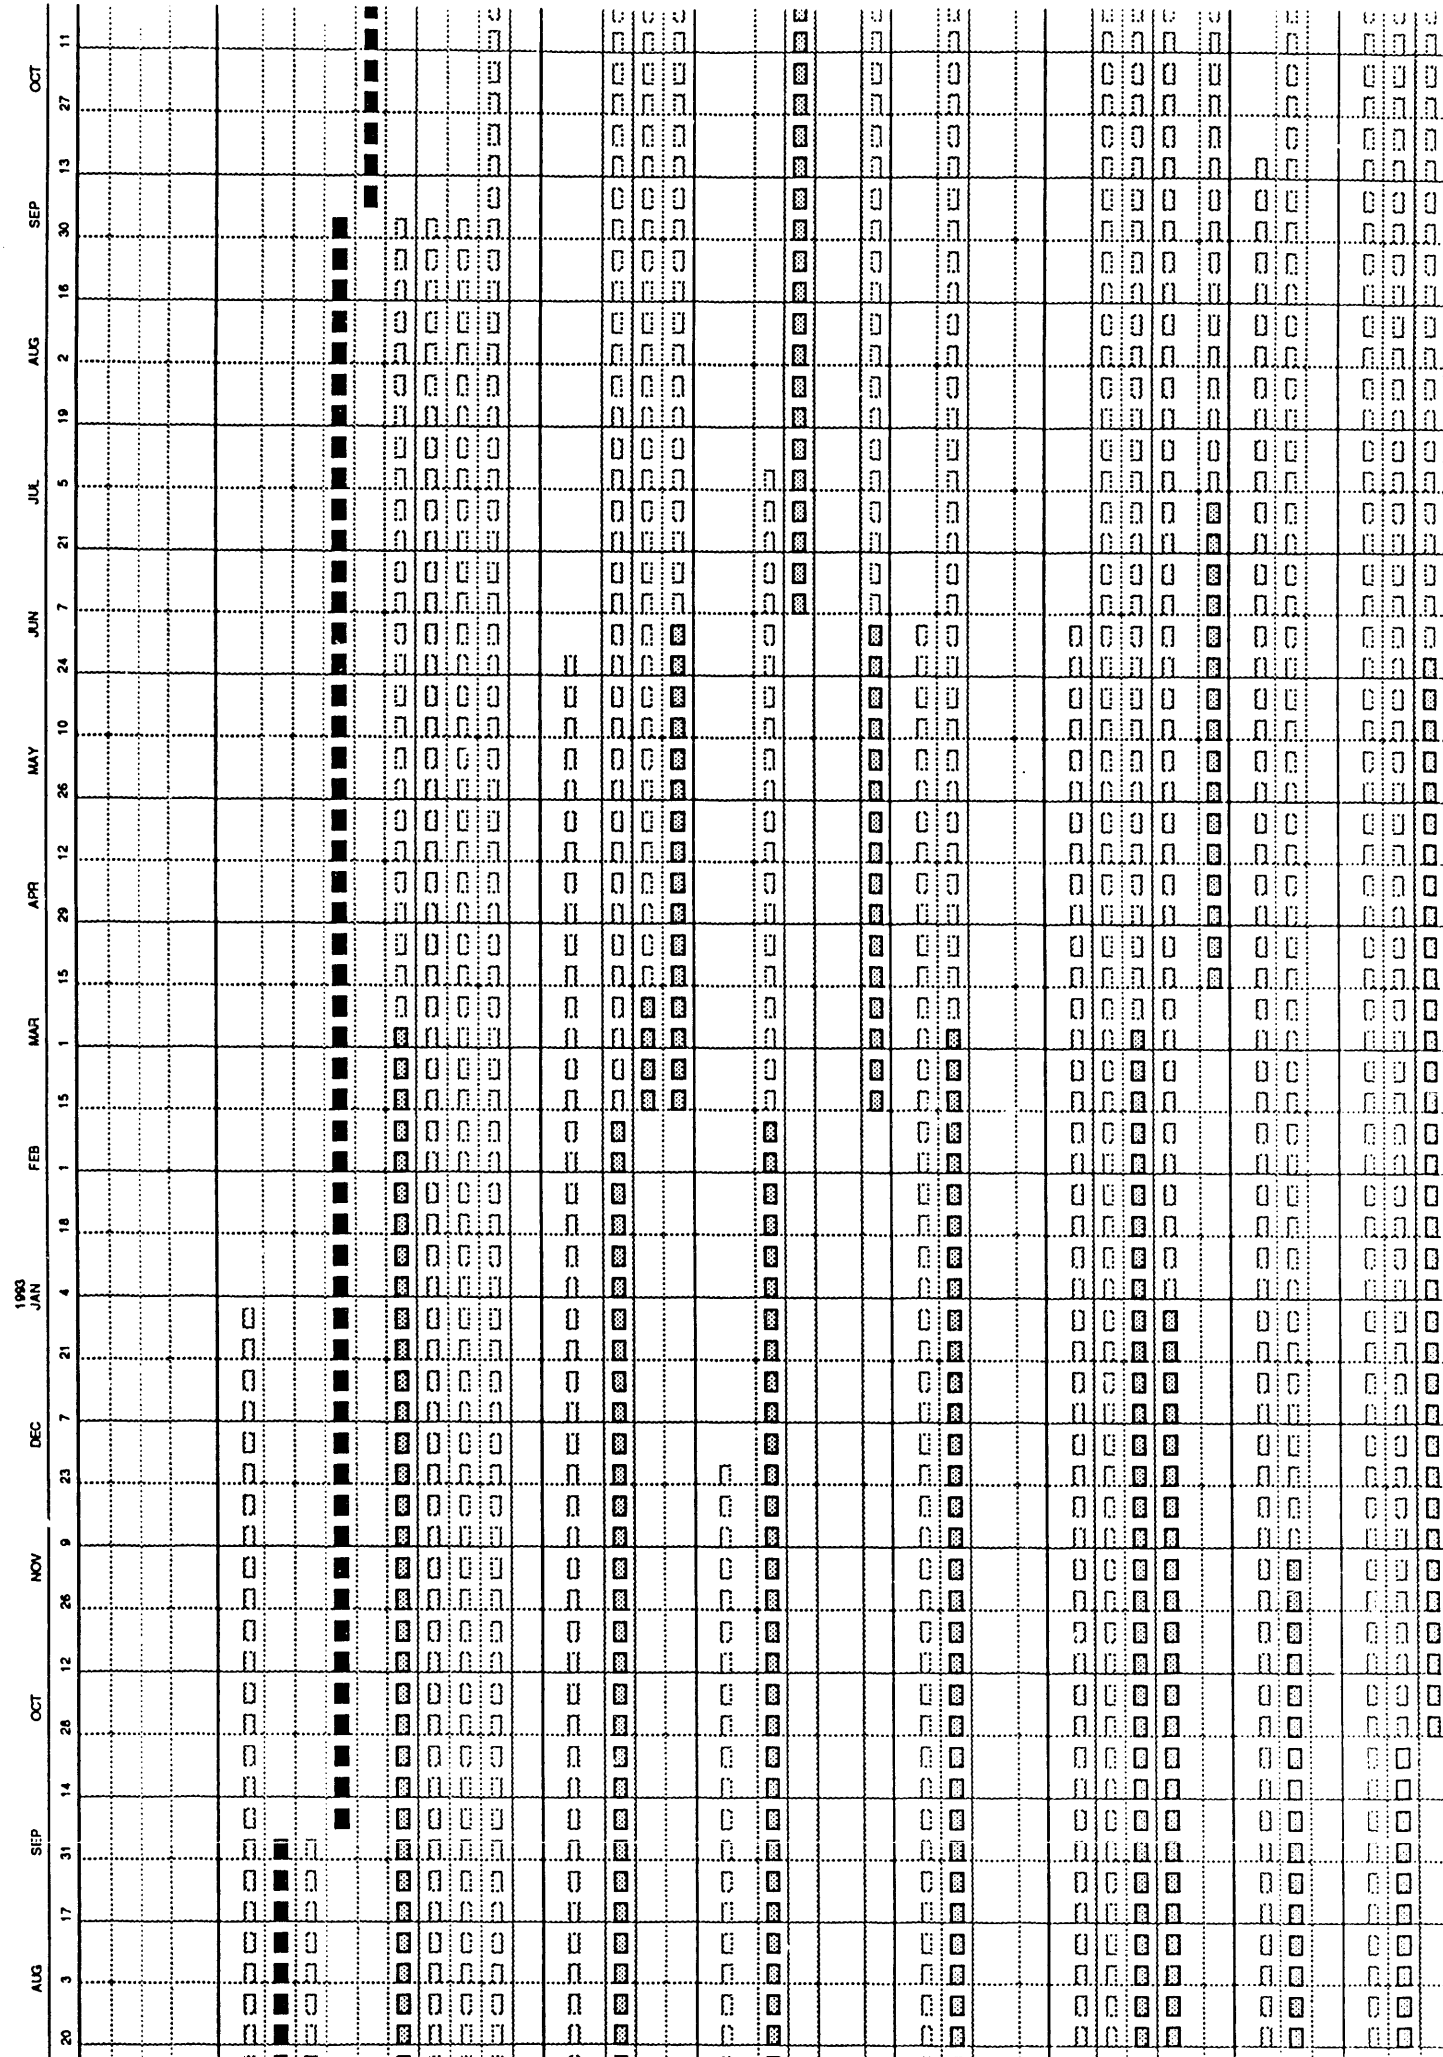 1993
AUG SEP OCT NOV DEC JAN FEB MAR APR MAY JUN JUL AUG SEP OCT
20 3 17 31 14 28 12 26 9 23 7 21 4 18 1 15 1 15 29 12 26 10 24 7 21 5 19 2 16 30 13 27 11